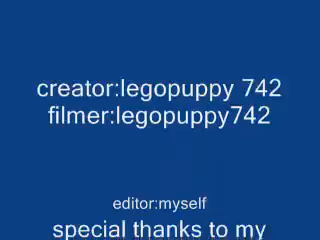 creator:legopuppy 742
filmer:legopuppy742
editor:myself
special thanks to my